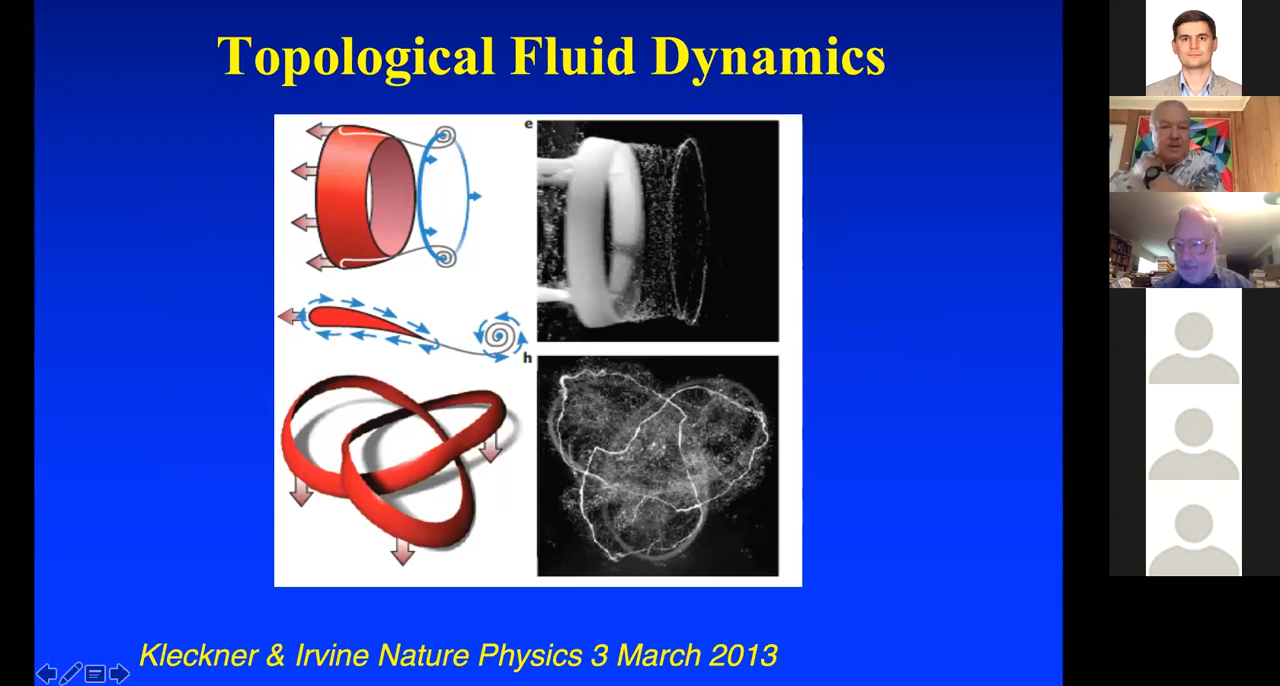 Topological Fluid Dynamics
e
h
Kleckner & Irvine Nature Physics 3 March 2013